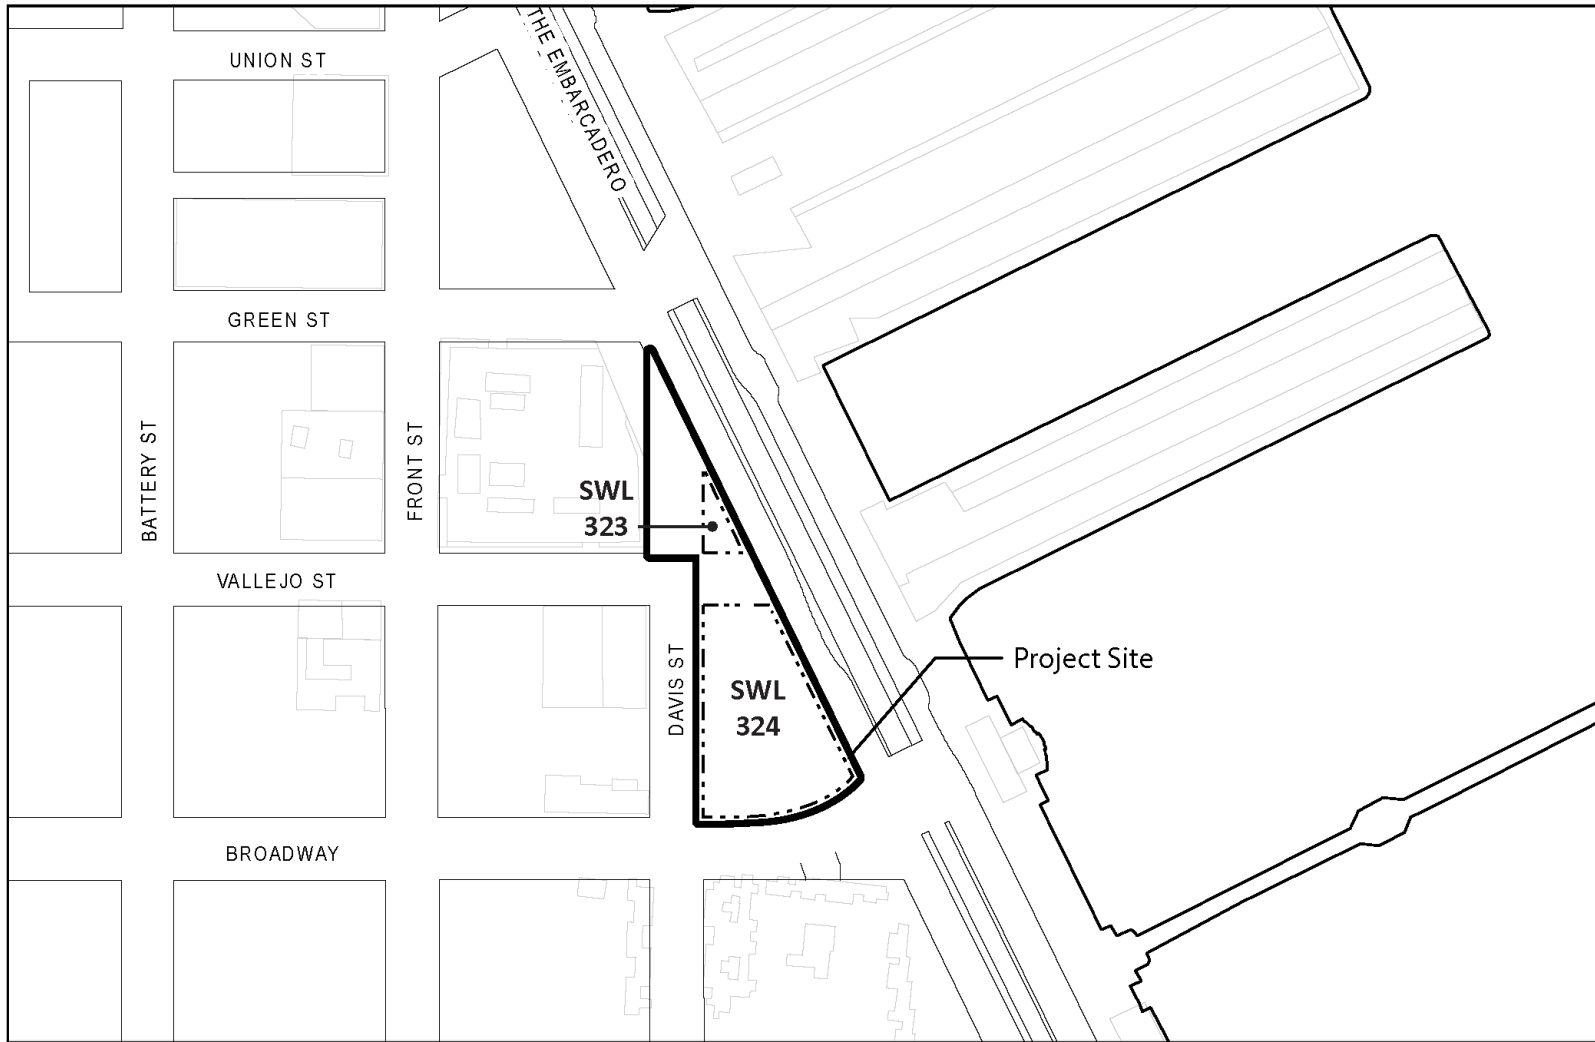 UNION ST
THE EMBARCADERO
GREEN ST
BATTERY ST
FRONT ST
SWL
323
VALLEJO ST
DAVIS ST
Project Site
SWL
324
BROADWAY